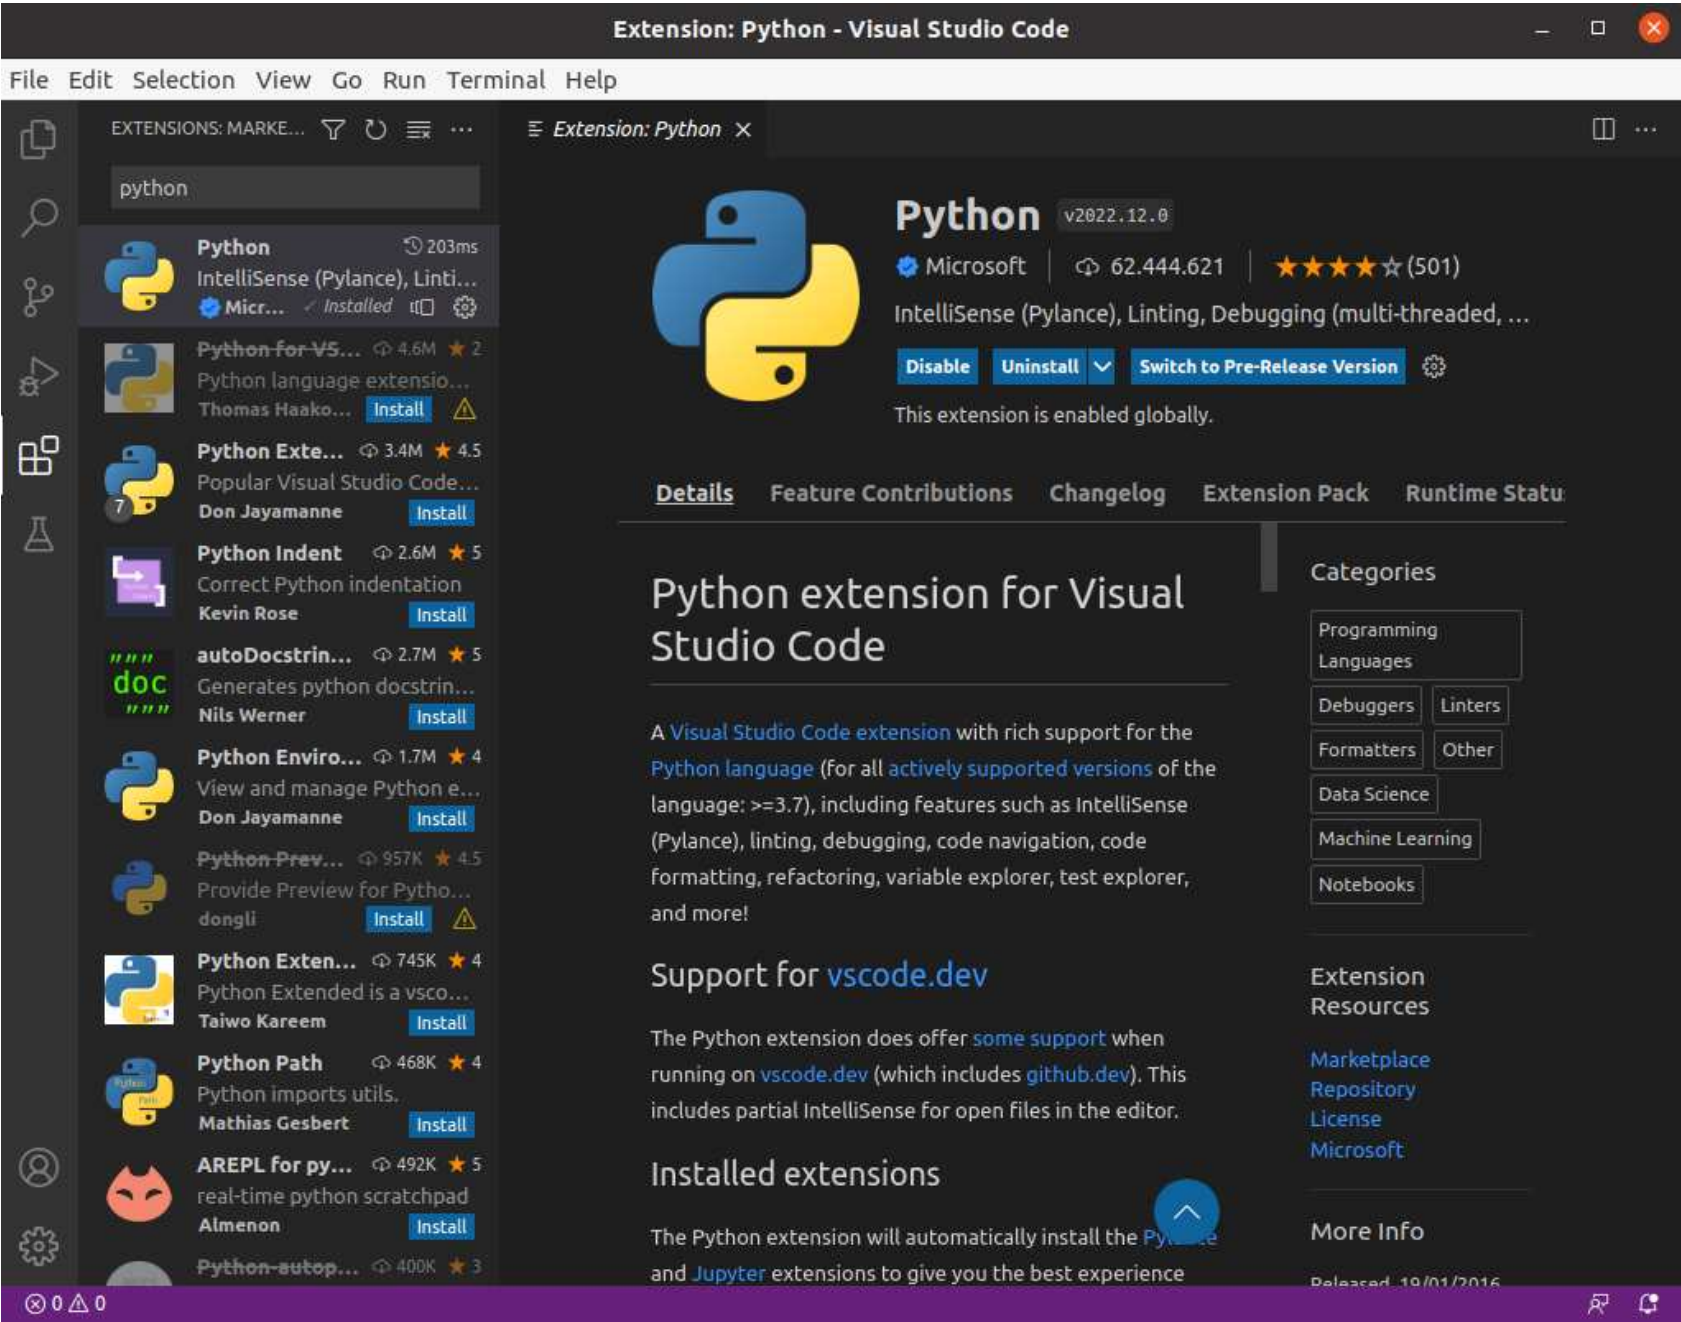 Extension: Python - Visual Studio Code
File Edit Selection View Go Run Terminal Help
EXTENSIONS: MARKE...
python
Python 203ms
IntelliSense (Pylance), Linti...
Micr... ✓ Installed
Python for VS... 4.6M ★ 2
Python language extensio...
Thomas Haako... Install
Python Exte... 3.4M ★ 4.5
Popular Visual Studio Code...
7
Don Jayamanne Install
Python Indent 2.6M ★ 5
Correct Python indentation
Kevin Rose Install
"""
doc
"""
autoDocstrin... 2.7M ★ 5
Generates python docstrin...
Nils Werner Install
Python Enviro... 1.7M ★ 4
View and manage Python e...
Don Jayamanne Install
Python Prev... 957K ★ 4.5
Provide Preview for Pytho...
dongli Install
Python Exten... 745K ★ 4
Python Extended is a vsco...
Taiwo Kareem Install
Python Path 468K ★ 4
Python imports utils.
Mathias Gesbert Install
AREPL for py... 492K ★ 5
real-time python scratchpad
Almenon Install
Python-autop... 400K ★ 3
Extension: Python ×
Python v2022.12.0
Microsoft | 62.444.621 | ★★★★☆ (501)
IntelliSense (Pylance), Linting, Debugging (multi-threaded, ...
Disable Uninstall Switch to Pre-Release Version
This extension is enabled globally.
Details Feature Contributions Changelog Extension Pack Runtime Statu
Python extension for Visual
Studio Code
A Visual Studio Code extension with rich support for the
Python language (for all actively supported versions of the
language: >=3.7), including features such as IntelliSense
(Pylance), linting, debugging, code navigation, code
formatting, refactoring, variable explorer, test explorer,
and more!
Support for vscode.dev
The Python extension does offer some support when
running on vscode.dev (which includes github.dev). This
includes partial IntelliSense for open files in the editor.
Installed extensions
The Python extension will automatically install the
and Jupyter extensions to give you the best experience
Categories
Programming
Languages
Debuggers Linters
Formatters Other
Data Science
Machine Learning
Notebooks
Extension
Resources
Marketplace
Repository
License
Microsoft
More Info
Released 19/01/2016
0 0